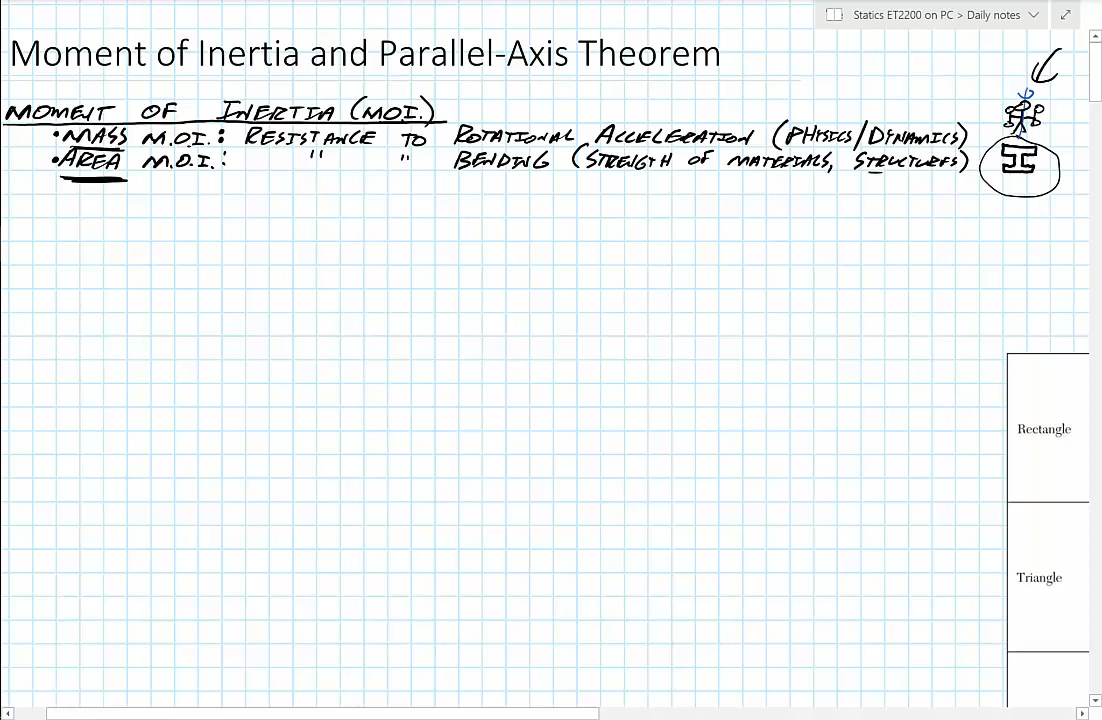 Statics ET2200 on PC > Daily notes
Moment of Inertia and Parallel-Axis Theorem
MOMENT OF INERTIA (M.O.I.)
• MASS M.O.I.: RESISTANCE TO ROTATIONAL ACCELERATION (PHYSICS/DYNAMICS)
• AREA M.O.I.: " " BENDING (STRENGTH OF MATERIALS, STRUCTURES)
Rectangle
Triangle